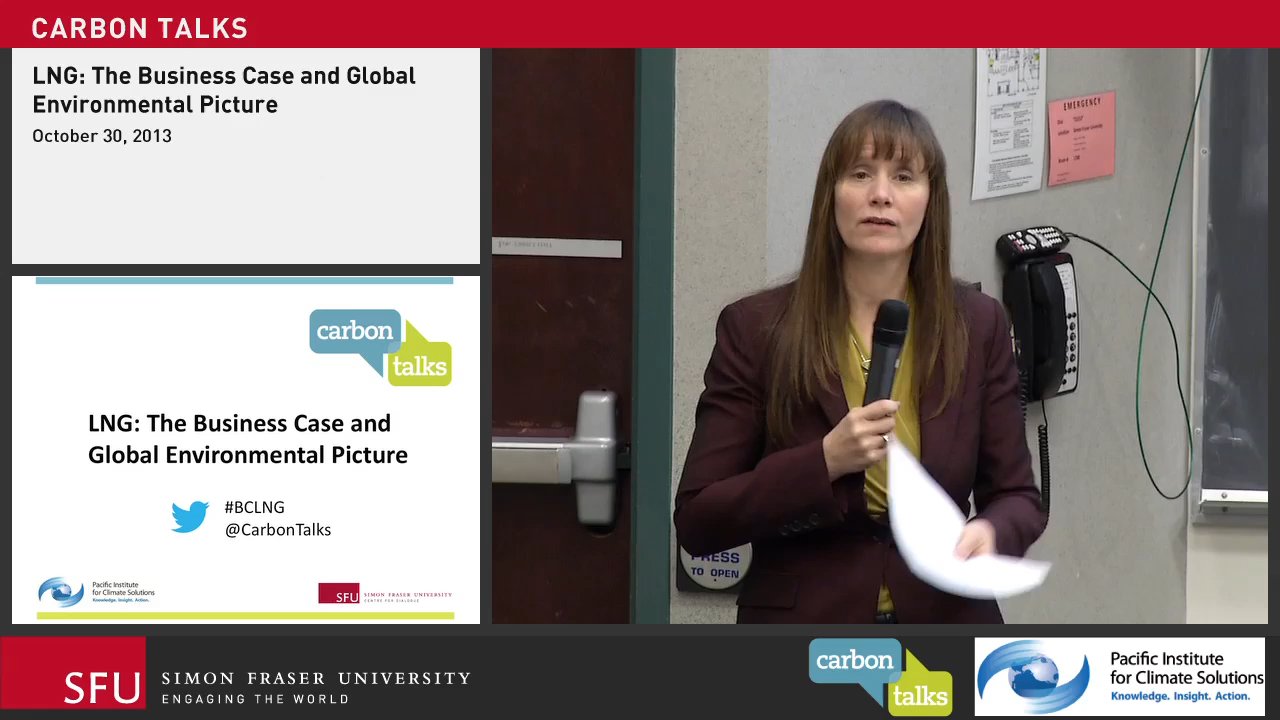 CARBON TALKS
LNG: The Business Case and Global
Environmental Picture
October 30, 2013
carbon
talks
LNG: The Business Case and
Global Environmental Picture
#BCLNG
@CarbonTalks
Pacific Institute
for Climate Solutions
Knowledge. Insight. Action.
SFU
SIMON FRASER UNIVERSITY
CENTRE FOR DIALOGUE
EMERGENCY
PRESS
TO OPEN
SFU
SIMON FRASER UNIVERSITY
ENGAGING THE WORLD
carbon
talks
Pacific Institute
for Climate Solutions
Knowledge. Insight. Action.